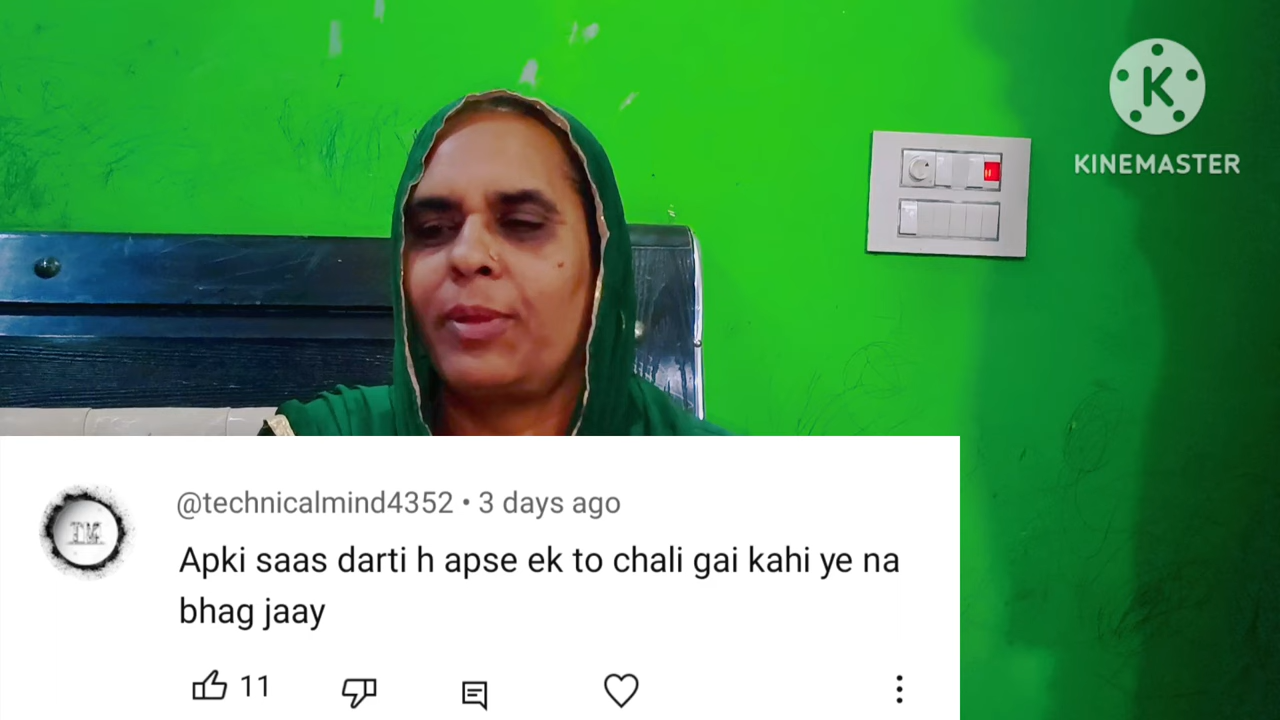 KINEMASTER
@technicalmind4352 • 3 days ago
Apki saas darti h apse ek to chali gai kahi ye na
bhag jaay
11